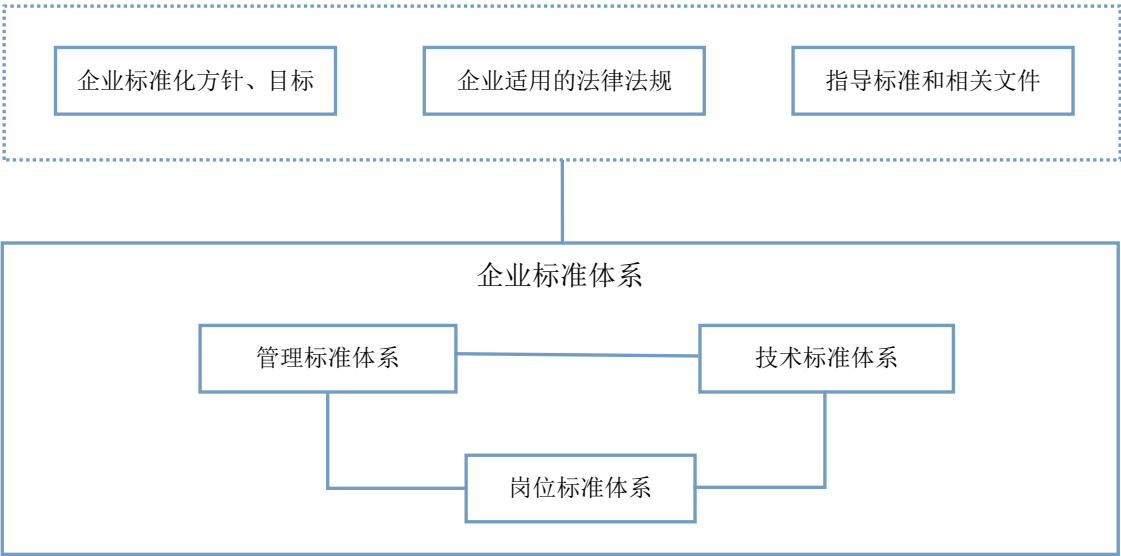 企业标准化方针、目标
企业适用的法律法规
指导标准和相关文件
企业标准体系
管理标准体系
技术标准体系
岗位标准体系